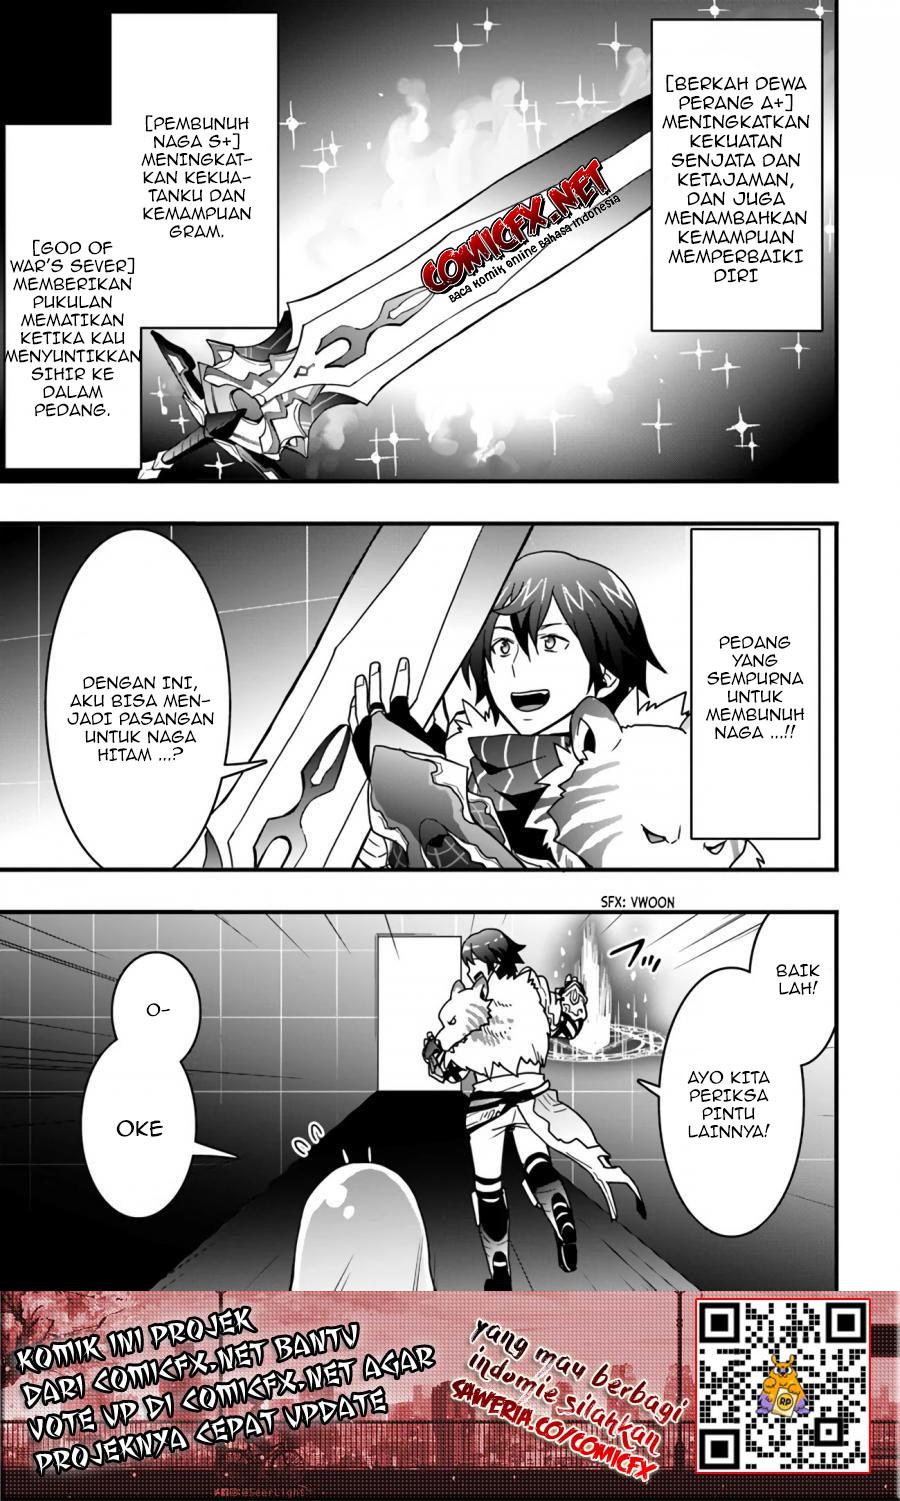 [BERKAH DEWA
PERANG A+]
MENINGKATKAN
KEKUATAN
SENJATA DAN
KETAJAMAN,
DAN JUGA
MENAMBAHKAN
KEMAMPUAN
MEMPERBAIKI
DIRI
[PEMBUNUH
NAGA S+]
MENINGKAT-
KAN KEKUA-
TANKU DAN
KEMAMPUAN
GRAM.
[GOD OF
WAR'S SEVER]
MEMBERIKAN
PUKULAN
MEMATIKAN
KETIKA KAU
MENYUNTIKKAN
SIHIR KE
DALAM
PEDANG.
COMICFX.NET
Baca Komik Online Bahasa Indonesia
PEDANG
YANG
SEMPURNA
UNTUK
MEMBUNUH
NAGA ...!!
DENGAN INI,
AKU BISA MEN-
JADI PASANGAN
UNTUK NAGA
HITAM ...?
SFX: VWOON
BAIK
LAH!
AYO KITA
PERIKSA
PINTU
LAINNYA!
O-
OKE
KOMIK INI PROJEK
DARI COMICFX.NET BANTU
VOTE UP DI COMICFX.NET AGAR
PROJEKNYA CEPAT UPDATE
yang mau berbagi
indomie silahkan
SAWERIA.CO/COMICFX
RP
@SeerLight